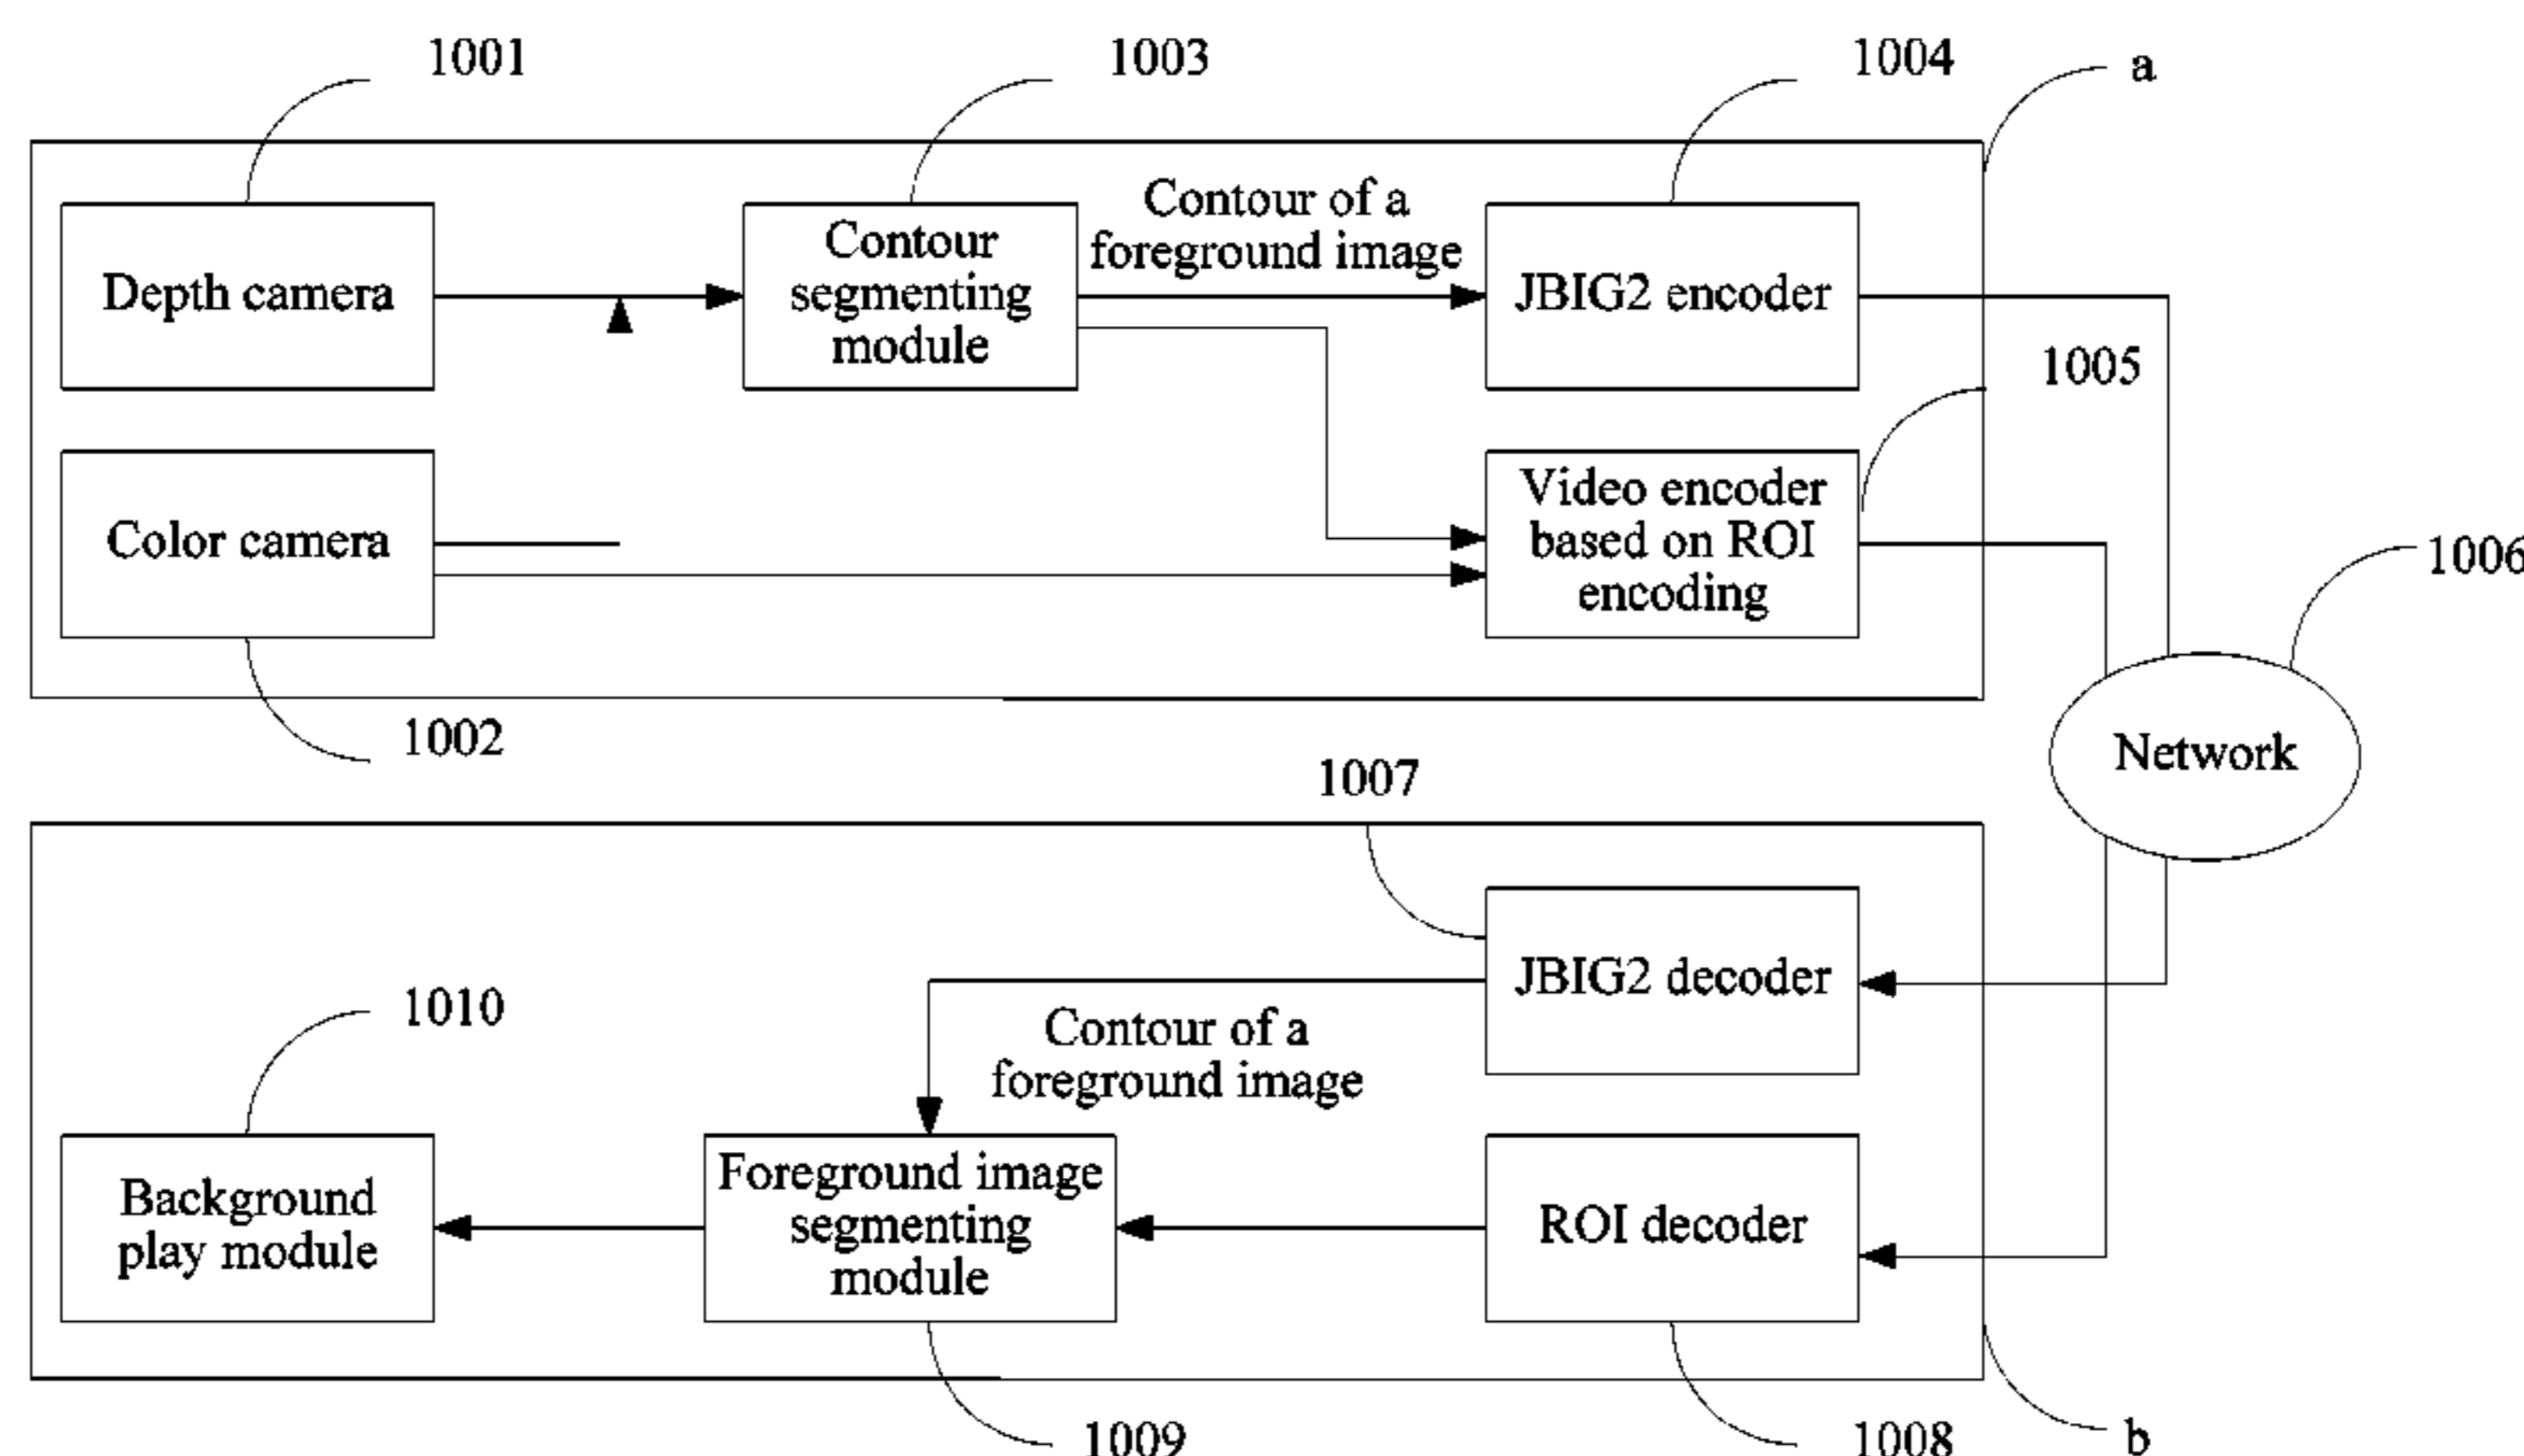 1001
1003
1004
a
Depth camera
Contour
segmenting
module
Contour of a
foreground image
JBIG2 encoder
1005
Color camera
Video encoder
based on ROI
encoding
1006
1002
Network
1007
JBIG2 decoder
1010
Contour of a
foreground image
Background
play module
Foreground image
segmenting
module
ROI decoder
1009
1008
b